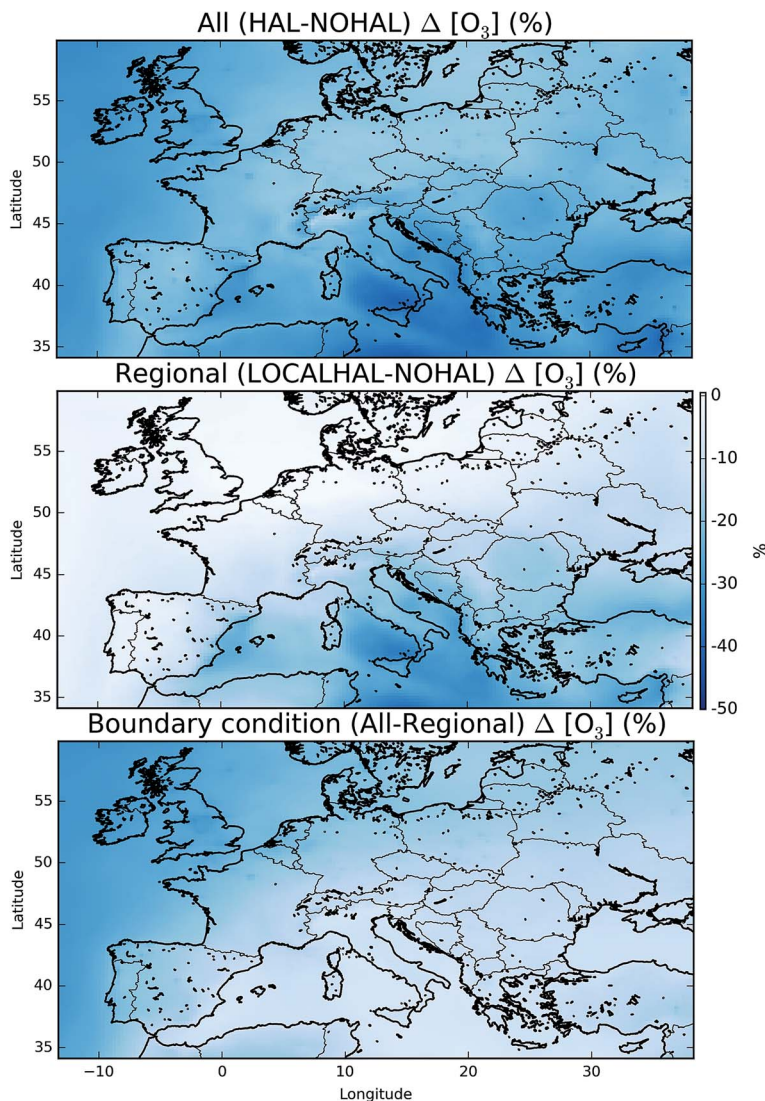 All (HAL-NOHAL) Δ [O₃] (%)
55
50
45
40
35
Latitude
Regional (LOCALHAL-NOHAL) Δ [O₃] (%)
55
50
45
40
35
Latitude
0
-10
-20
-30
-40
-50
%
Boundary condition (All-Regional) Δ [O₃] (%)
55
50
45
40
35
Latitude
−10 0 10 20 30
Longitude